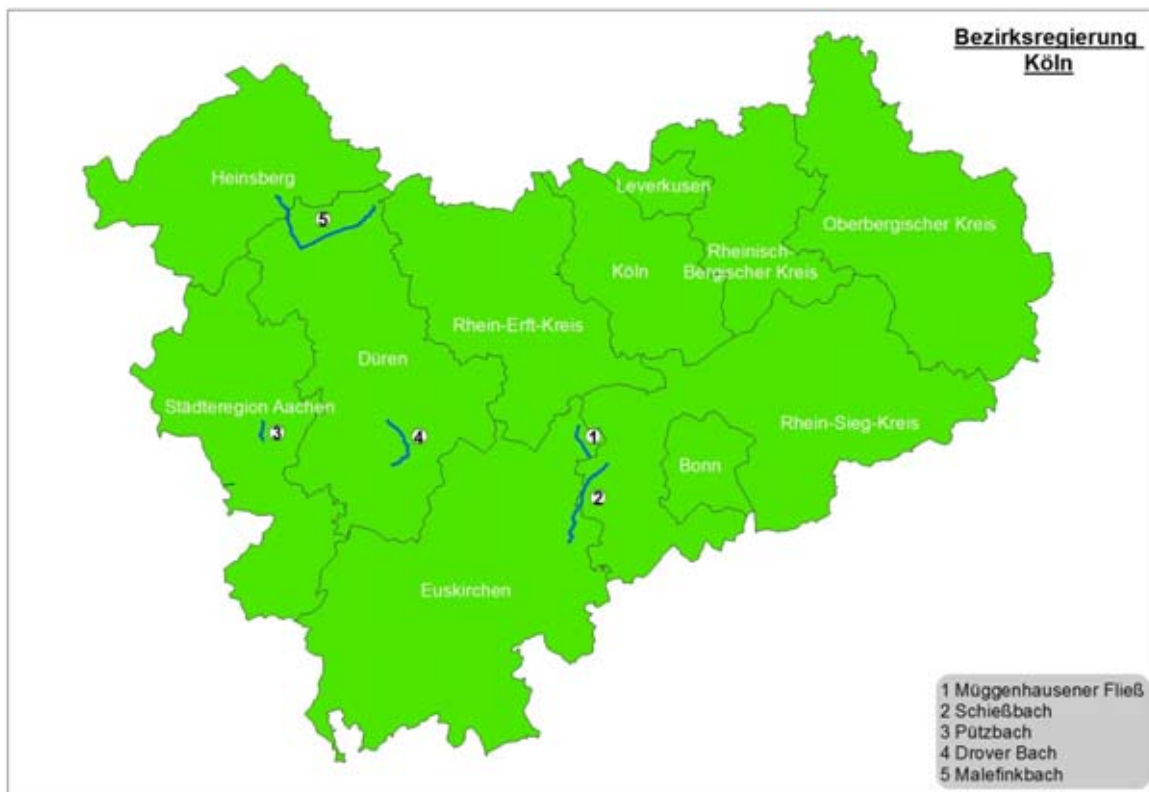 Bezirksregierung
Köln
Heinsberg
5
Leverkusen
Oberbergischer Kreis
Rheinisch-
Bergischer Kreis
Köln
Rhein-Erft-Kreis
Düren
Städteregion Aachen
3
4
1
Rhein-Sieg-Kreis
Bonn
2
Euskirchen
1 Müggenhausener Fließ
2 Schießbach
3 Pützbach
4 Drover Bach
5 Malefinkbach